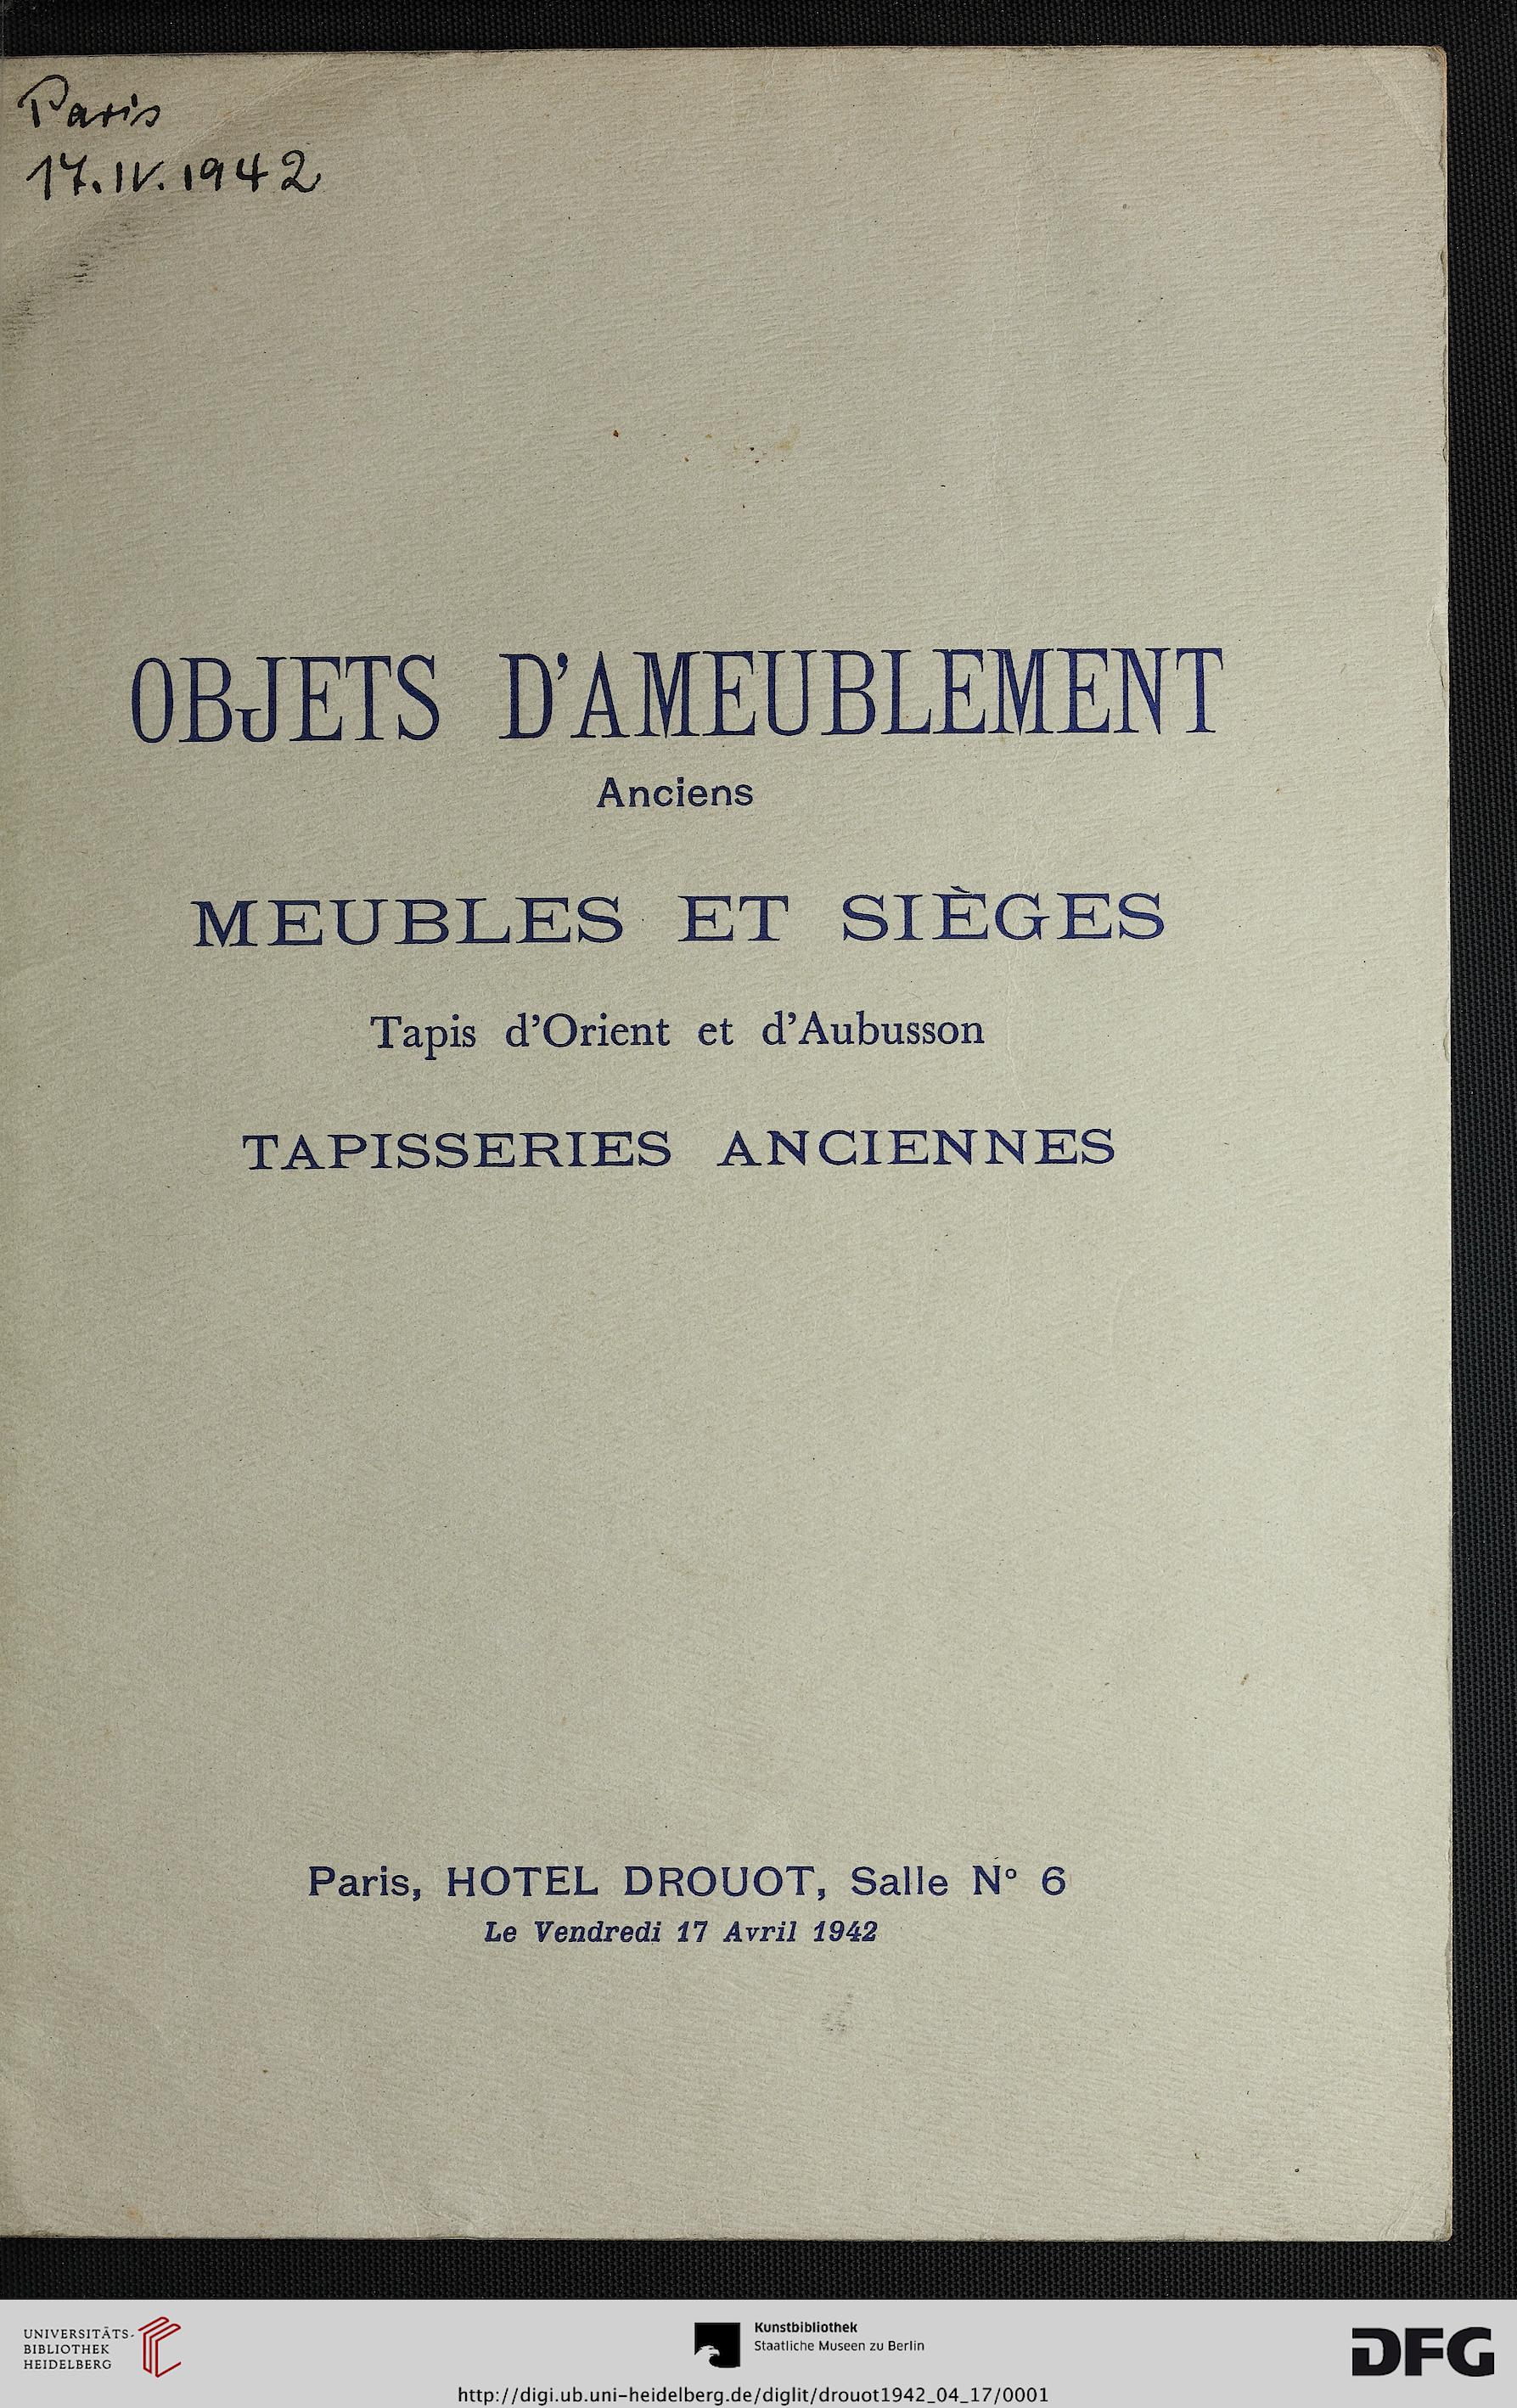 Paris
17.IV.1942
OBJETS D'AMEUBLEMENT
Anciens
MEUBLES ET SIÈGES
Tapis d'Orient et d'Aubusson
TAPISSERIES ANCIENNES
Paris, HOTEL DROUOT, Salle N° 6
Le Vendredi 17 Avril 1942
UNIVERSITÄTS-
BIBLIOTHEK
HEIDELBERG
Kunstbibliothek
Staatliche Museen zu Berlin
DFG
http://digi.ub.uni-heidelberg.de/diglit/drouot1942_04_17/0001